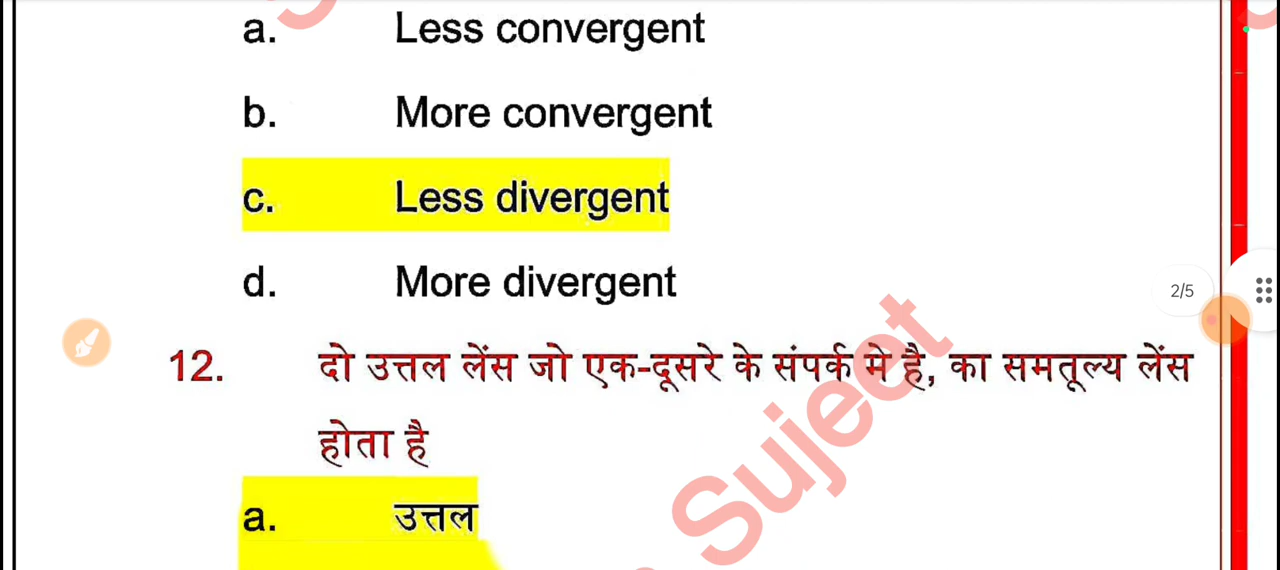 a. Less convergent
b. More convergent
c. Less divergent
d. More divergent
2/5
12. दो उत्तल लेंस जो एक-दूसरे के संपर्क मे है, का समतूल्य लेंस
होता है
a. उत्तल
Sujeet